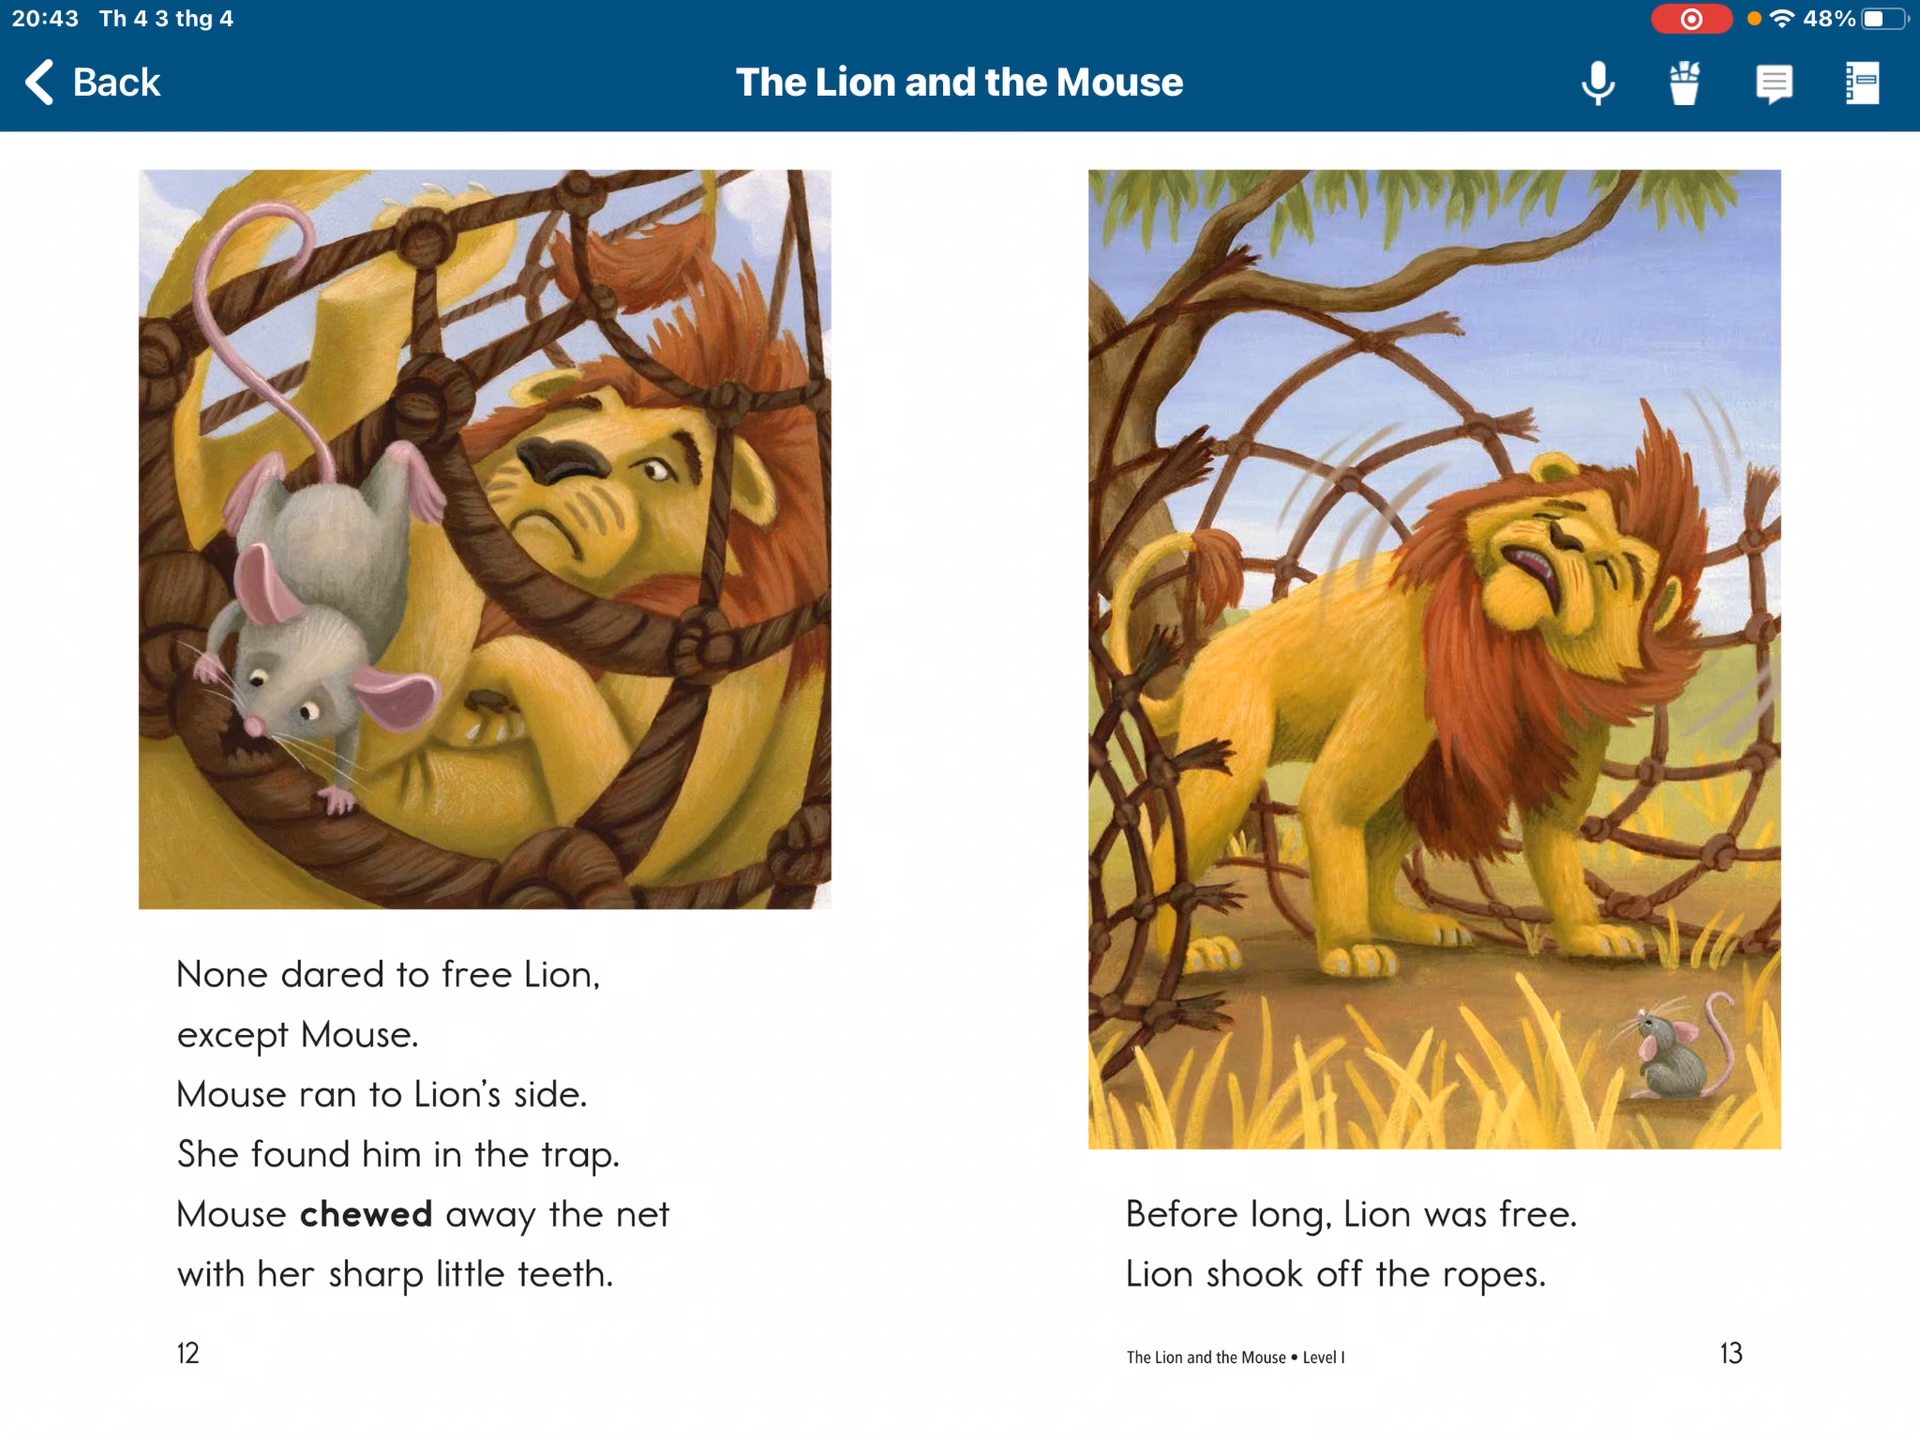 20:43 Th 4 3 thg 4
48%
Back
The Lion and the Mouse
None dared to free Lion,
except Mouse.
Mouse ran to Lion’s side.
She found him in the trap.
Mouse chewed away the net
with her sharp little teeth.
12
Before long, Lion was free.
Lion shook off the ropes.
The Lion and the Mouse • Level I
13